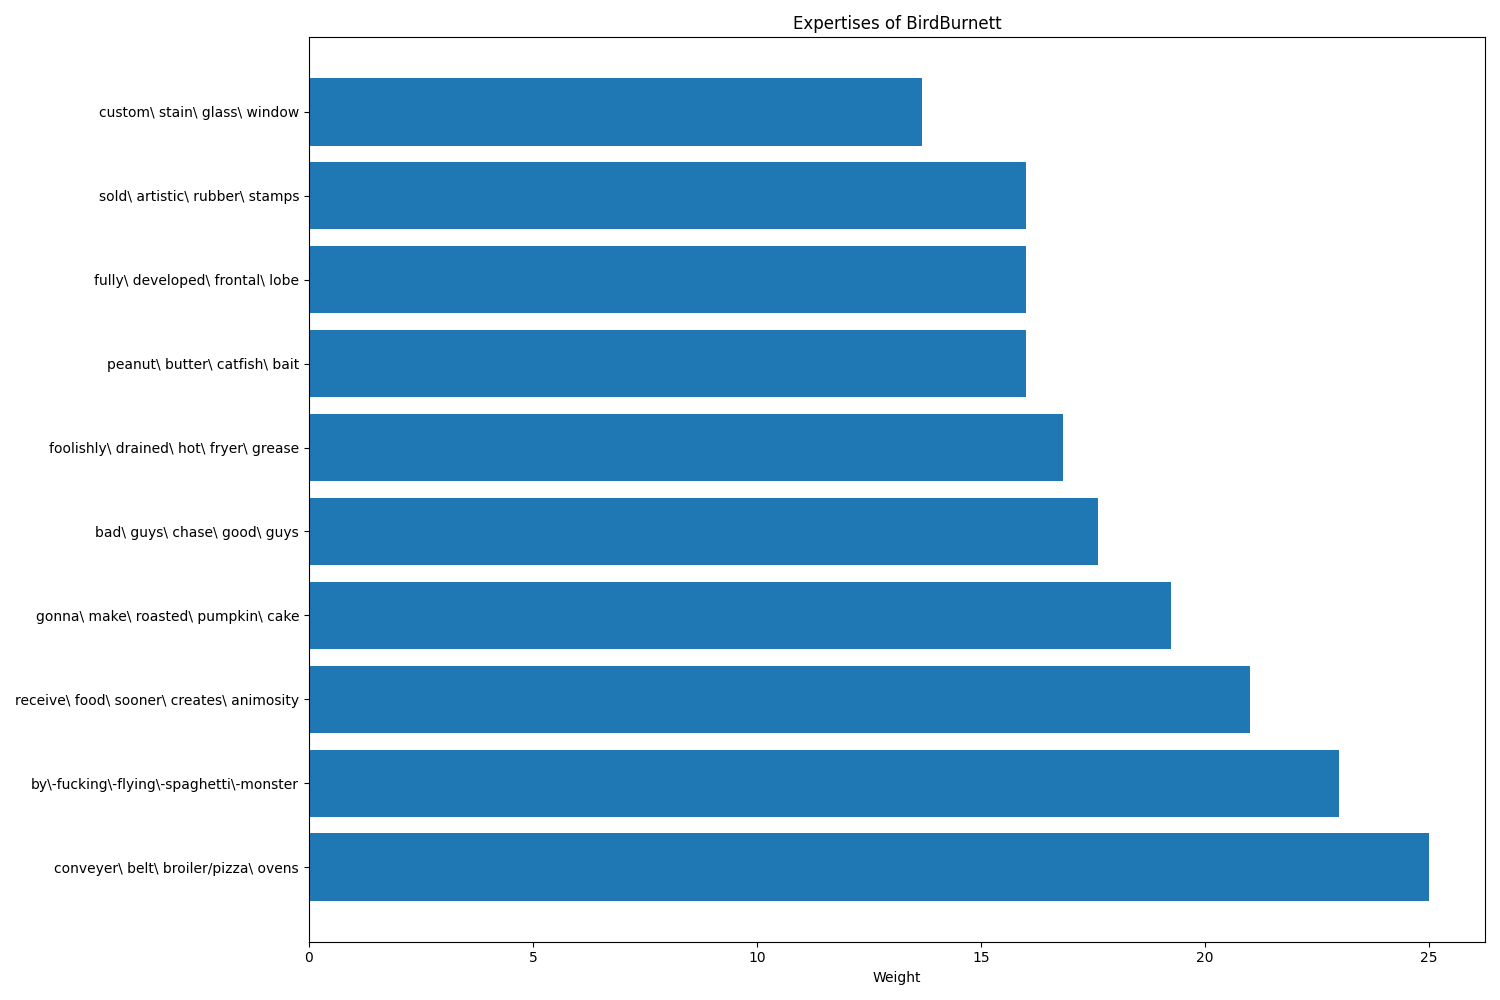 Expertises of BirdBurnett
custom\ stain\ glass\ window
sold\ artistic\ rubber\ stamps
fully\ developed\ frontal\ lobe
peanut\ butter\ catfish\ bait
foolishly\ drained\ hot\ fryer\ grease
bad\ guys\ chase\ good\ guys
gonna\ make\ roasted\ pumpkin\ cake
receive\ food\ sooner\ creates\ animosity
by\-fucking\-flying\-spaghetti\-monster
conveyer\ belt\ broiler/pizza\ ovens
0 5 10 15 20 25
Weight